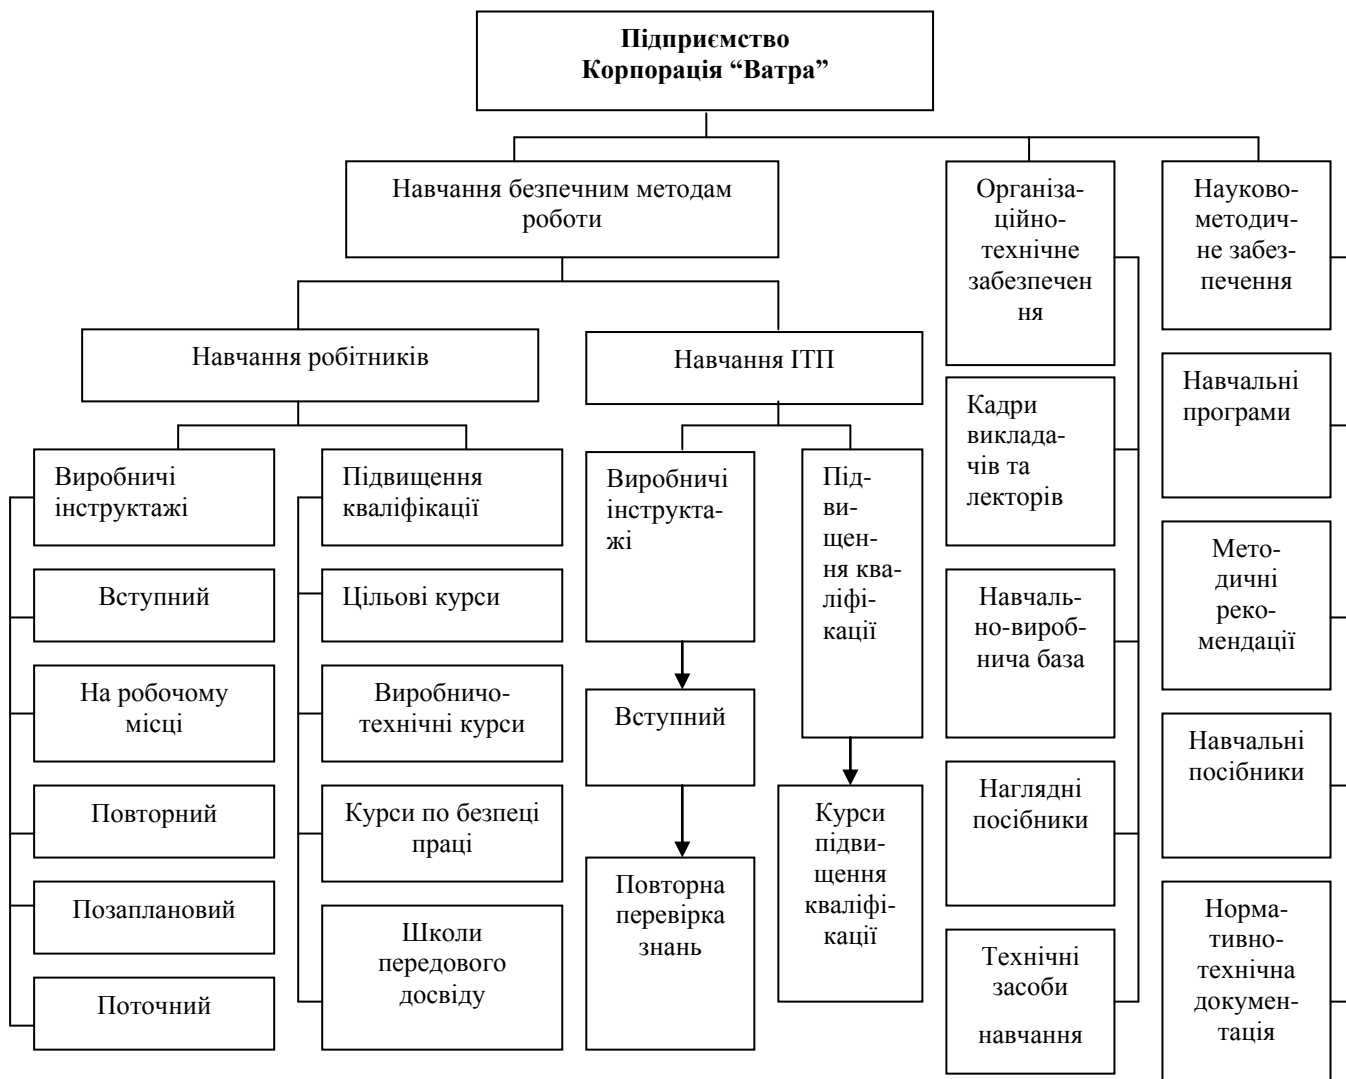 Підприємство
Корпорація “Ватра”
Навчання безпечним методам
роботи
Організа-
ційно-
технічне
забезпечен
ня
Науково-
методич-
не забез-
печення
Навчання робітників
Навчання ІТП
Кадри
виклада-
чів та
лекторів
Навчальні
програми
Виробничі
інструктажі
Підвищення
кваліфікації
Виробничі
інструкта-
жі
Під-
ви-
щен-
ня ква-
ліфі-
кації
Вступний
Цільові курси
Навчаль-
но-вироб-
нича база
Мето-
дичні
реко-
мендації
На робочому
місці
Виробничо-
технічні курси
Вступний
Навчальні
посібники
Повторний
Курси по безпеці
праці
Курси
підви-
щення
кваліфі-
кації
Наглядні
посібники
Позаплановий
Школи
передового
досвіду
Повторна
перевірка
знань
Технічні
засоби
навчання
Норма-
тивно-
технічна
докумен-
тація
Поточний